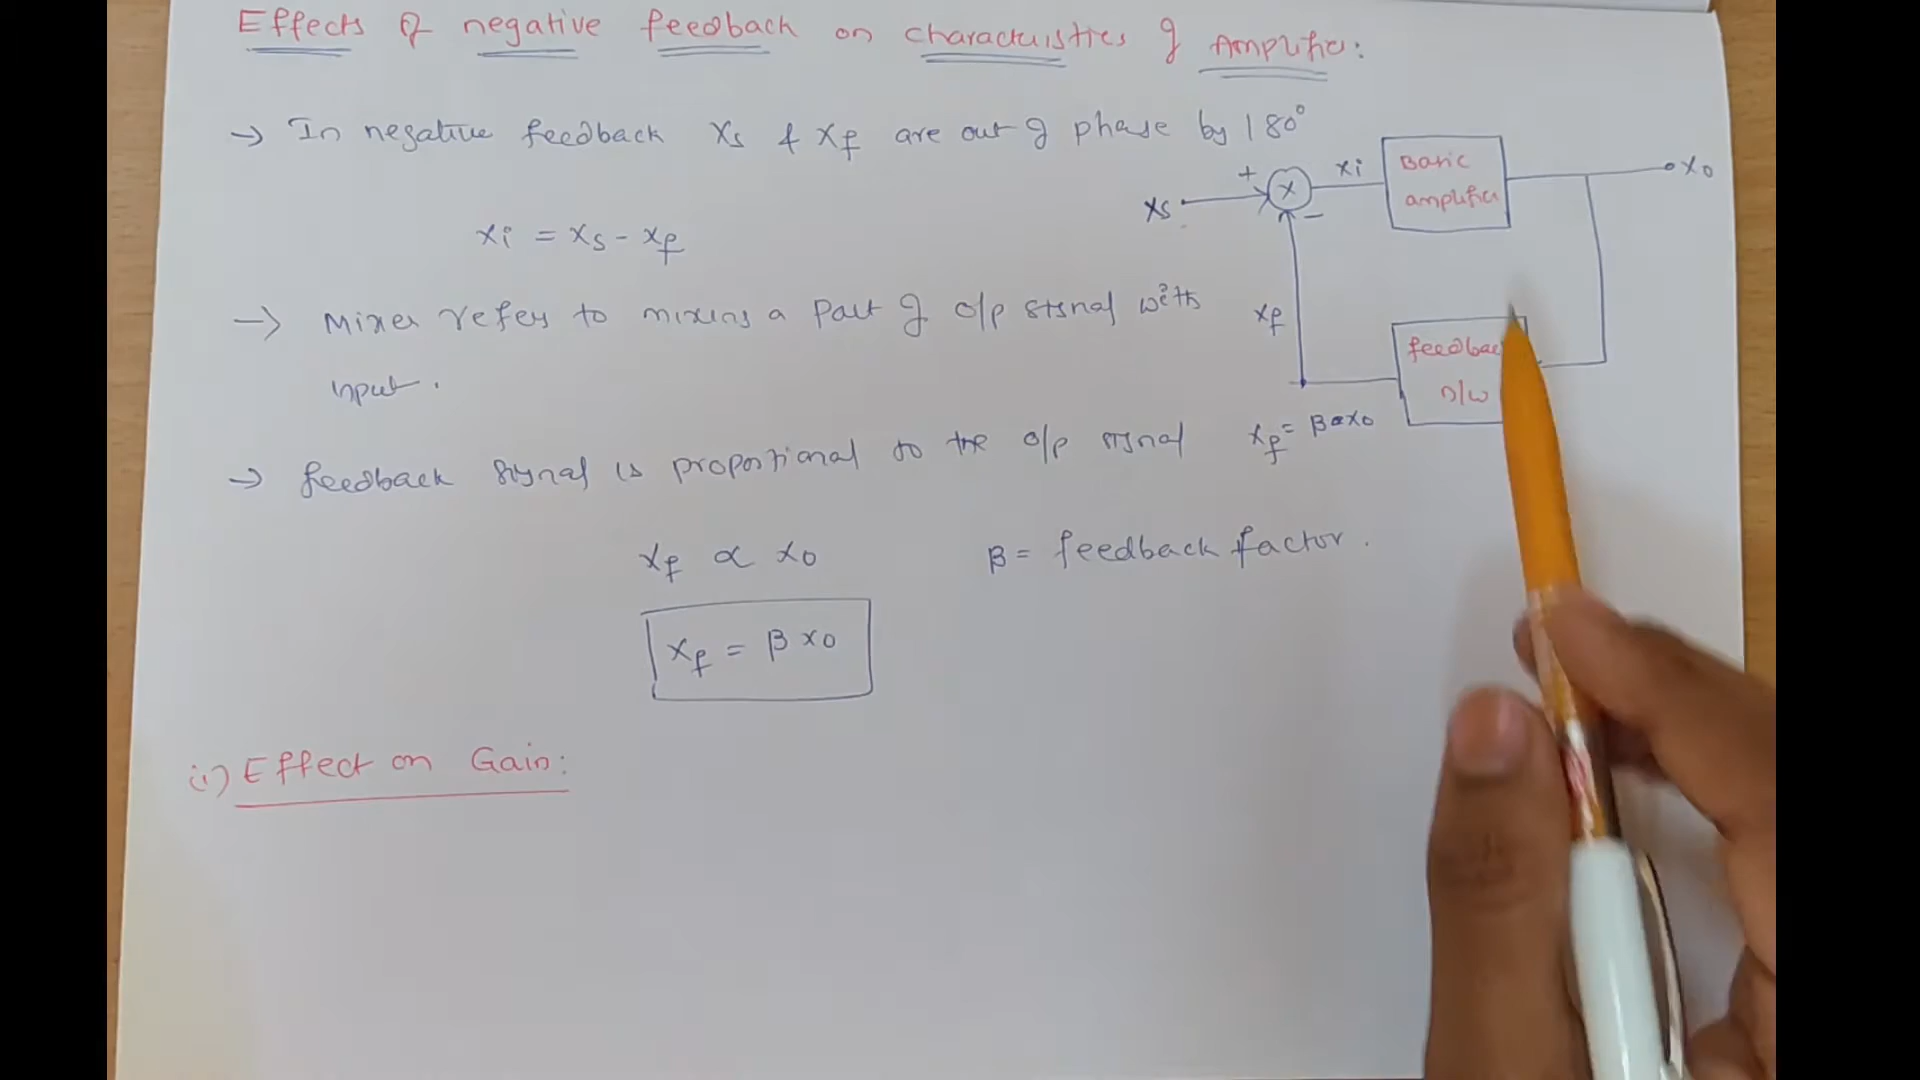 Effects of negative feedback on characteristics of Amplifier:
→ In negative feedback Xs & Xf are out of phase by 180°
Xi = Xs - Xf
→ Mixer refers to mixing a Part of o/p signal with
input.
→ feedback signal is proportional to the o/p signal
Xf ∝ Xo
β = feedback factor.
Xf = β Xo
(i) Effect on Gain:
Xs
+
X
-
Xi
Basic
amplifier
Xo
Xf
feedbac
n/w
Xf = β Xo